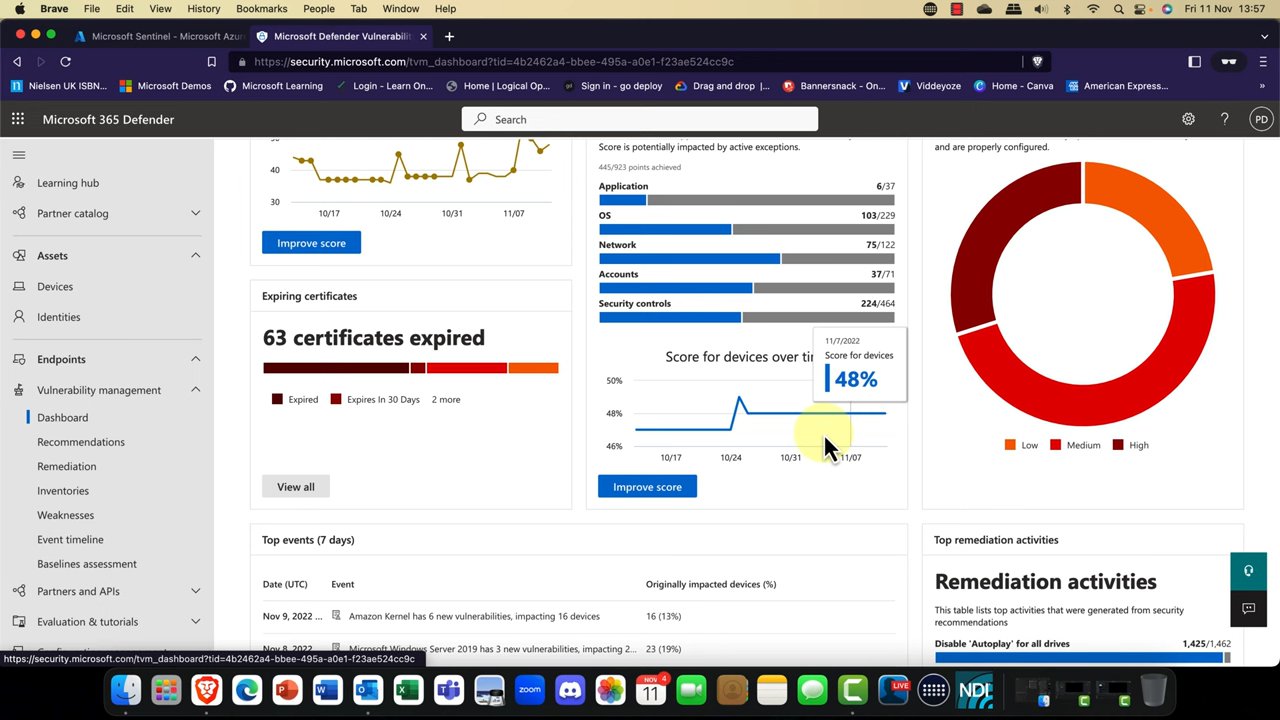 Brave File Edit View History Bookmarks People Tab Window Help Fri 11 Nov 13:57
Microsoft Sentinel - Microsoft Azu
Microsoft Defender Vulnerabilit
https://security.microsoft.com/tvm_dashboard?tid=4b2462a4-bbee-495a-a0e1-f23ae524cc9c
Nielsen UK ISBN... Microsoft Demos Microsoft Learning Login - Learn On... Home | Logical Op... Sign in - go deploy Drag and drop |... Bannersnack - On... Viddeyoze Home - Canva American Express... »
Microsoft 365 Defender
Search
PD
Learning hub
Partner catalog
Assets
Devices
Identities
Endpoints
Vulnerability management
Dashboard
Recommendations
Remediation
Inventories
Weaknesses
Event timeline
Baselines assessment
Partners and APIs
Evaluation & tutorials
https://security.microsoft.com/tvm_dashboard?tid=4b2462a4-bbee-495a-a0e1-f23ae524cc9c
40
30
10/17 10/24 10/31 11/07
Improve score
Expiring certificates
63 certificates expired
Expired Expires In 30 Days 2 more
View all
Score is potentially impacted by active exceptions.
445/923 points achieved
Application 6/37
OS 103/229
Network 75/122
Accounts 37/71
Security controls 224/464
Score for devices over
11/7/2022
Score for devices
48%
50%
48%
46%
10/17 10/24 10/31 11/07
Improve score
and are properly configured.
Low Medium High
Top events (7 days)
Date (UTC) Event Originally impacted devices (%)
Nov 9, 2022 ... Amazon Kernel has 6 new vulnerabilities, impacting 16 devices 16 (13%)
Nov 8, 2022 ... Microsoft Windows Server 2019 has 3 new vulnerabilities, impacting 2... 23 (19%)
Top remediation activities
Remediation activities
This table lists top activities that were generated from security
recommendations
Disable 'Autoplay' for all drives 1,425/1,462
NOV 4
11
zoom
LIVE
NDI